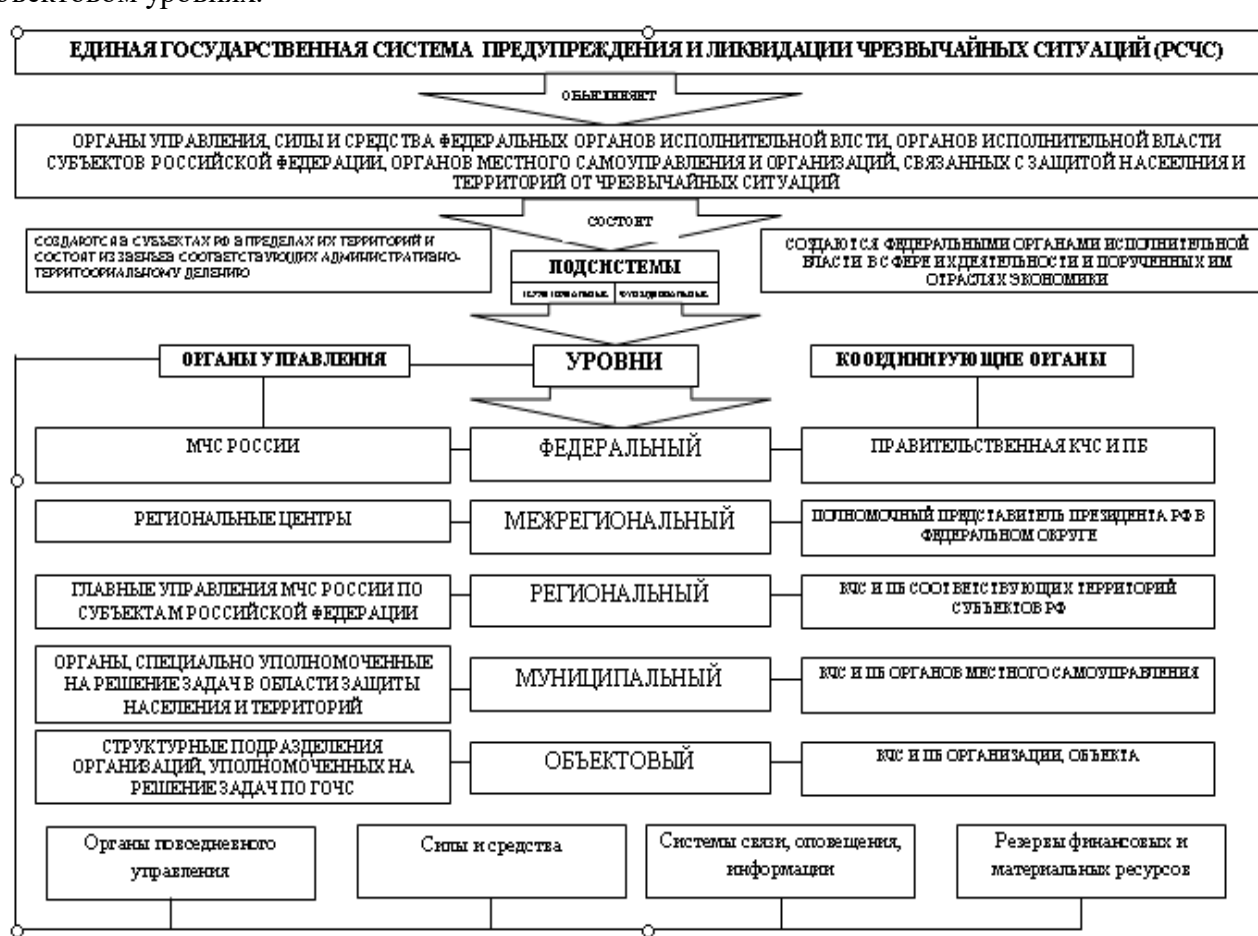 объектовом уровнях.
ЕДИНАЯ ГОСУДАРСТВЕННАЯ СИСТЕМА ПРЕДУПРЕЖДЕНИЯ И ЛИКВИДАЦИИ ЧРЕЗВЫЧАЙНЫХ СИТУАЦИЙ (РСЧС)
ОБЪЕДИНЯЕТ
ОРГАНЫ УПРАВЛЕНИЯ, СИЛЫ И СРЕДСТВА ФЕДЕРАЛЬНЫХ ОРГАНОВ ИСПОЛНИТЕЛЬНОЙ ВЛСТИ, ОРГАНОВ ИСПОЛНИТЕЛЬНОЙ ВЛАСТИ
СУБЪЕКТОВ РОССИЙСКОЙ ФЕДЕРАЦИИ, ОРГАНОВ МЕСТНОГО САМОУПРАВЛЕНИЯ И ОРГАНИЗАЦИЙ, СВЯЗАННЫХ С ЗАЩИТОЙ НАСЕЕЛНИЯ И
ТЕРРИТОРИЙ ОТ ЧРЕЗВЫЧАЙНЫХ СИТУАЦИЙ
СОСТОИТ
СОЗДАЮТСЯ В СУБЪЕКТАХ РФ В ПРЕДЕЛАХ ИХ ТЕРРИТОРИЙ И
СОСТОЯТ ИЗ ЗВЕНЬЕВ СООТВЕТСТВУЮЩИХ АДМИНИСТРАТИВНО-
ТЕРРИТООРИАЛЬНОМУ ДЕЛЕНИЮ
ПОДСИСТЕМЫ
ТЕРРИТОРИАЛЬНЫЕ ФУНКЦИОНАЛЬНЫЕ
СОЗДАЮТСЯ ФЕДЕРАЛЬНЫМИ ОРГАНАМИ ИСПОЛНИТЕЛЬНОЙ
ВЛАСТИ В СФЕРЕ ИХ ДЕЯТЕЛЬНОСТИ И ПОРУЧЕННЫХ ИМ
ОТРАСЛЯХ ЭКОНОМИКИ
ОРГАНЫ УПРАВЛЕНИЯ
УРОВНИ
КООРДИНИРУЮЩИЕ ОРГАНЫ
МЧС РОССИИ
ФЕДЕРАЛЬНЫЙ
ПРАВИТЕЛЬСТВЕННАЯ КЧС И ПБ
РЕГИОНАЛЬНЫЕ ЦЕНТРЫ
МЕЖРЕГИОНАЛЬНЫЙ
ПОЛНОМОЧНЫЙ ПРЕДСТАВИТЕЛЬ ПРЕЗИДЕНТА РФ В
ФЕДЕРАЛЬНОМ ОКРУГЕ
ГЛАВНЫЕ УПРАВЛЕНИЯ МЧС РОССИИ ПО
СУБЪЕКТАМ РОССИЙСКОЙ ФЕДЕРАЦИИ
РЕГИОНАЛЬНЫЙ
КЧС И ПБ СООТВЕТСТВУЮЩИХ ТЕРРИТОРИЙ
СУБЪЕКТОВ РФ
ОРГАНЫ, СПЕЦИАЛЬНО УПОЛНОМОЧЕННЫЕ
НА РЕШЕНИЕ ЗАДАЧ В ОБЛАСТИ ЗАЩИТЫ
НАСЕЛЕНИЯ И ТЕРРИТОРИЙ
МУНИЦИПАЛЬНЫЙ
КЧС И ПБ ОРГАНОВ МЕСТНОГО САМОУПРАВЛЕНИЯ
СТРУКТУРНЫЕ ПОДРАЗДЕЛЕНИЯ
ОРГАНИЗАЦИЙ, УПОЛНОМОЧЕННЫХ НА
РЕШЕНИЕ ЗАДАЧ ПО ГОЧС
ОБЪЕКТОВЫЙ
КЧС И ПБ ОРГАНИЗАЦИИ, ОБЪЕКТА
Органы повседневного
управления
Силы и средства
Системы связи, оповещения,
информации
Резервы финансовых и
материальных ресурсов